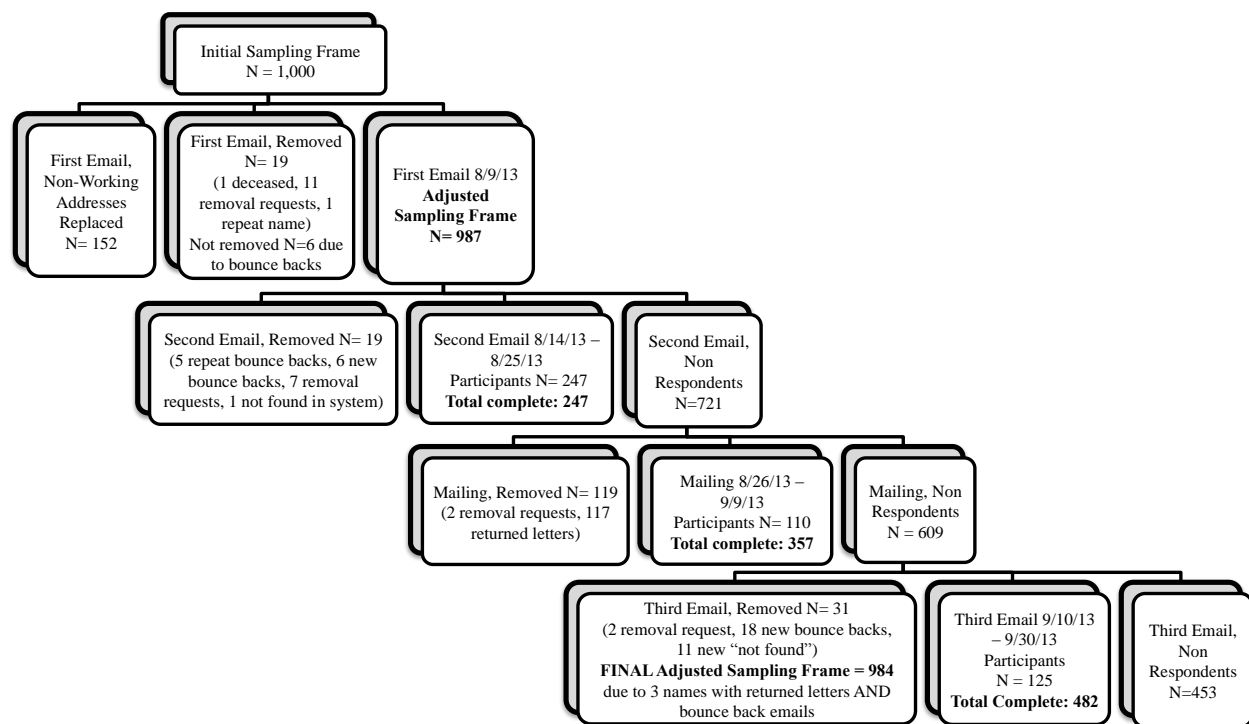 Initial Sampling Frame
N = 1,000
First Email,
Non-Working
Addresses
Replaced
N= 152
First Email, Removed
N= 19
(1 deceased, 11
removal requests, 1
repeat name)
Not removed N=6 due
to bounce backs
First Email 8/9/13
Adjusted
Sampling Frame
N= 987
Second Email, Removed N= 19
(5 repeat bounce backs, 6 new
bounce backs, 7 removal
requests, 1 not found in system)
Second Email 8/14/13 –
8/25/13
Participants N= 247
Total complete: 247
Second Email,
Non
Respondents
N=721
Mailing, Removed N= 119
(2 removal requests, 117
returned letters)
Mailing 8/26/13 –
9/9/13
Participants N= 110
Total complete: 357
Mailing, Non
Respondents
N = 609
Third Email, Removed N= 31
(2 removal request, 18 new bounce backs,
11 new “not found”)
FINAL Adjusted Sampling Frame = 984
due to 3 names with returned letters AND
bounce back emails
Third Email 9/10/13
– 9/30/13
Participants
N = 125
Total Complete: 482
Third Email,
Non
Respondents
N=453